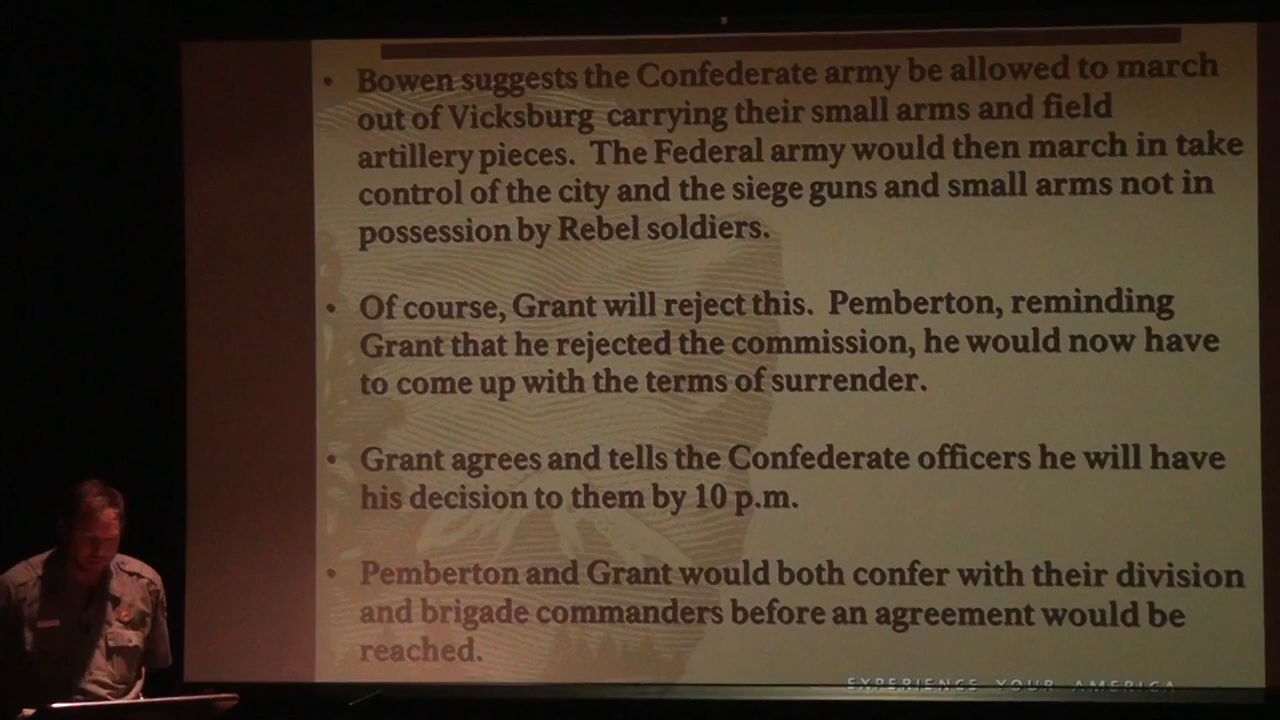 • Bowen suggests the Confederate army be allowed to march
out of Vicksburg carrying their small arms and field
artillery pieces. The Federal army would then march in take
control of the city and the siege guns and small arms not in
possession by Rebel soldiers.
• Of course, Grant will reject this. Pemberton, reminding
Grant that he rejected the commission, he would now have
to come up with the terms of surrender.
• Grant agrees and tells the Confederate officers he will have
his decision to them by 10 p.m.
• Pemberton and Grant would both confer with their division
and brigade commanders before an agreement would be
reached.
EXPERIENCE YOUR AMERICA